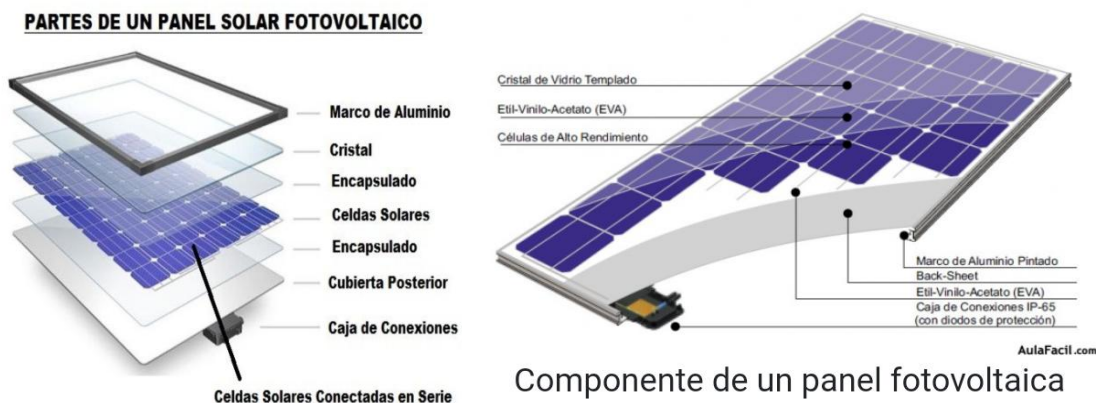 PARTES DE UN PANEL SOLAR FOTOVOLTAICO
Marco de Aluminio
Cristal
Encapsulado
Celdas Solares
Encapsulado
Cubierta Posterior
Caja de Conexiones
Celdas Solares Conectadas en Serie
Cristal de Vidrio Templado
Etil-Vinilo-Acetato (EVA)
Células de Alto Rendimiento
Marco de Aluminio Pintado
Back-Sheet
Etil-Vinilo-Acetato (EVA)
Caja de Conexiones IP-65
(con diodos de protección)
AulaFacil.com
Componente de un panel fotovoltaica